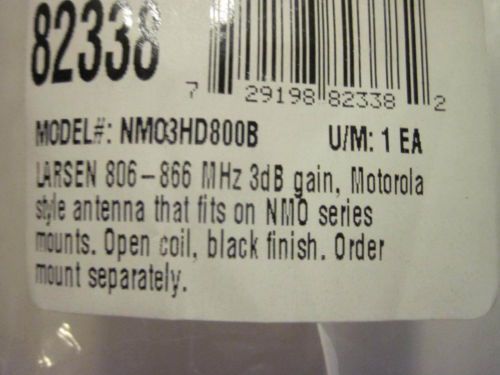 82338
7 29198 82338 2
MODEL#: NMO3HD800B U/M: 1 EA
LARSEN 806-866 MHz 3dB gain, Motorola
style antenna that fits on NMO series
mounts. Open coil, black finish. Order
mount separately.